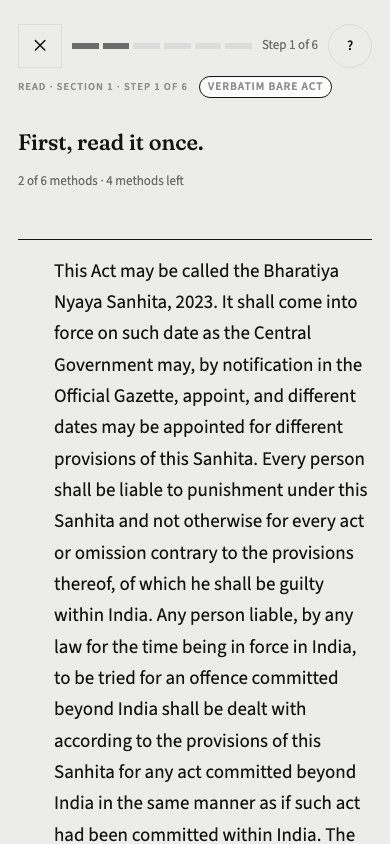 Step 1 of 6
?
READ · SECTION 1 · STEP 1 OF 6
VERBATIM BARE ACT
First, read it once.
2 of 6 methods · 4 methods left
This Act may be called the Bharatiya
Nyaya Sanhita, 2023. It shall come into
force on such date as the Central
Government may, by notification in the
Official Gazette, appoint, and different
dates may be appointed for different
provisions of this Sanhita. Every person
shall be liable to punishment under this
Sanhita and not otherwise for every act
or omission contrary to the provisions
thereof, of which he shall be guilty
within India. Any person liable, by any
law for the time being in force in India,
to be tried for an offence committed
beyond India shall be dealt with
according to the provisions of this
Sanhita for any act committed beyond
India in the same manner as if such act
had been committed within India. The